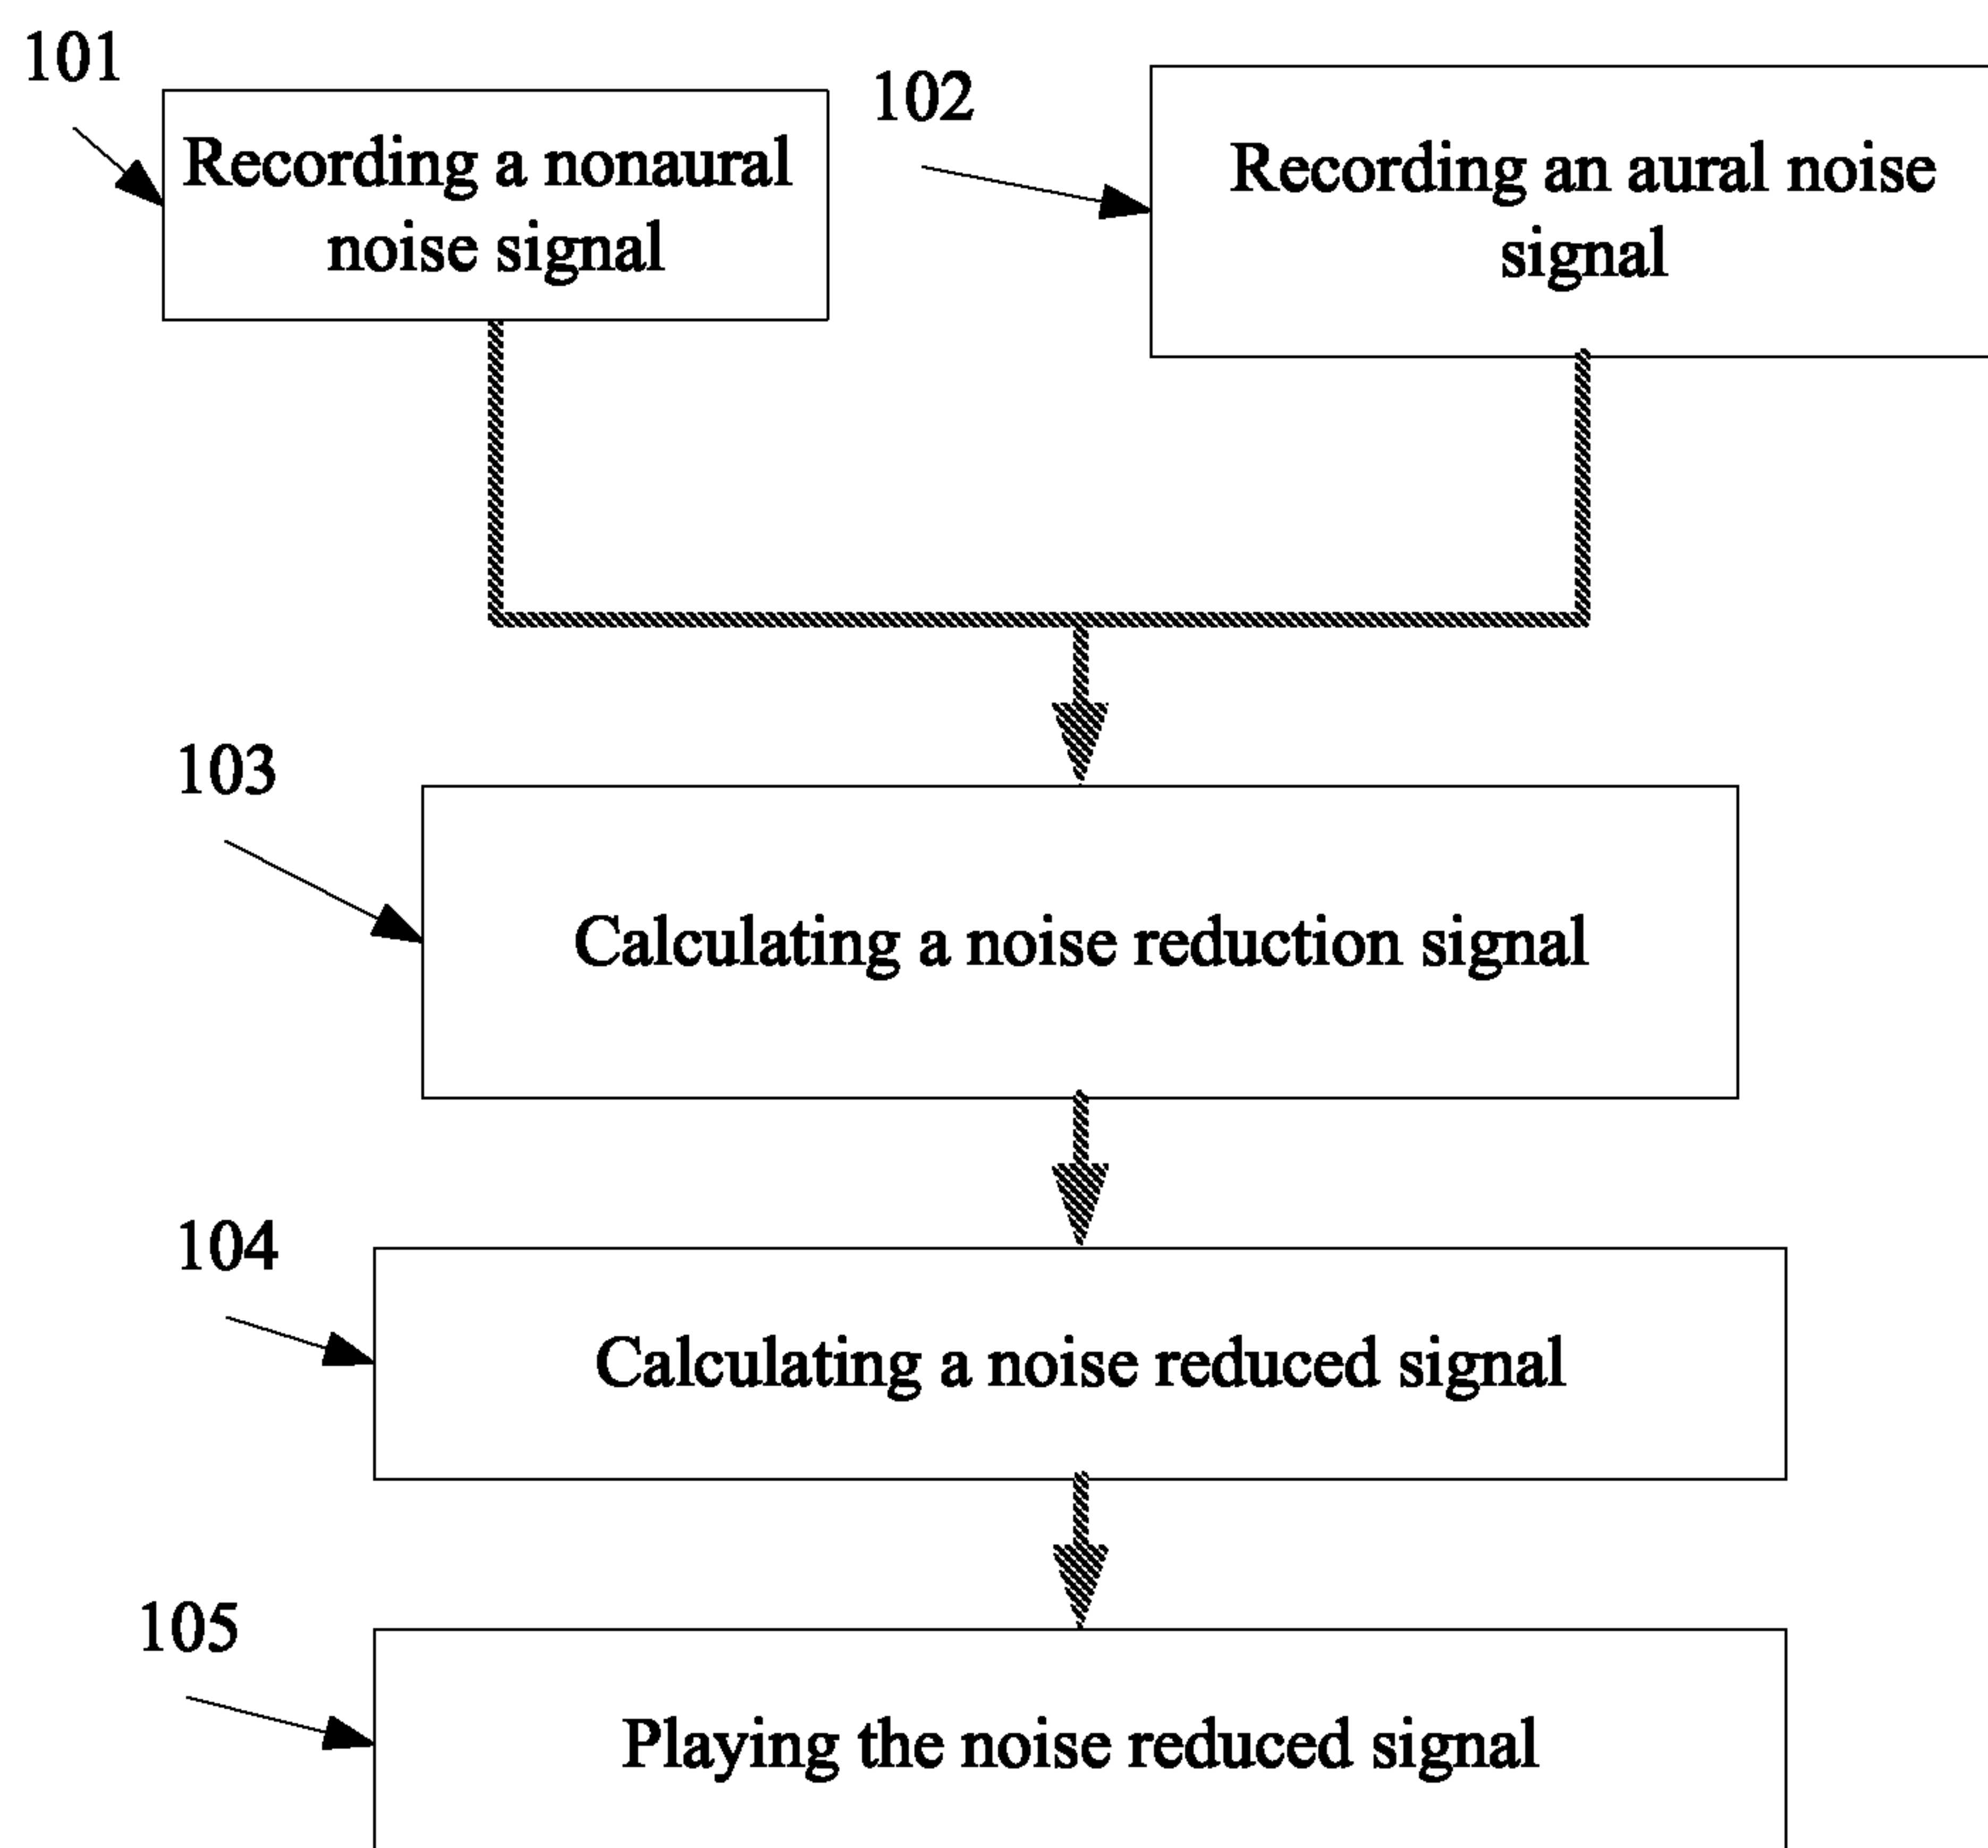 101
Recording a nonaural
noise signal
102
Recording an aural noise
signal
103
Calculating a noise reduction signal
104
Calculating a noise reduced signal
105
Playing the noise reduced signal